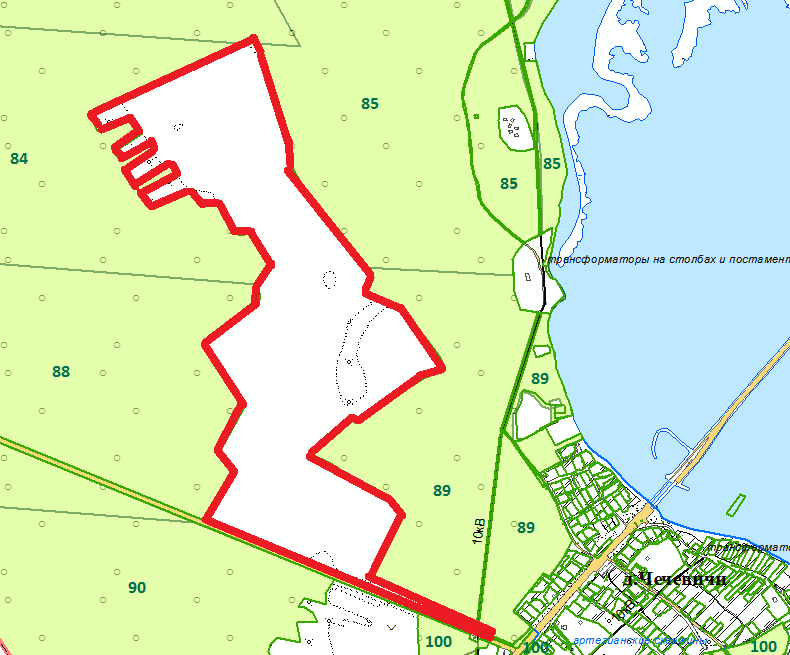 85
84
85
85
трансформаторы на столбах и постамент
88
89
89
10кВ
89
трансформато
д.Чечевичи
90
артезианские скважины
100
100
100